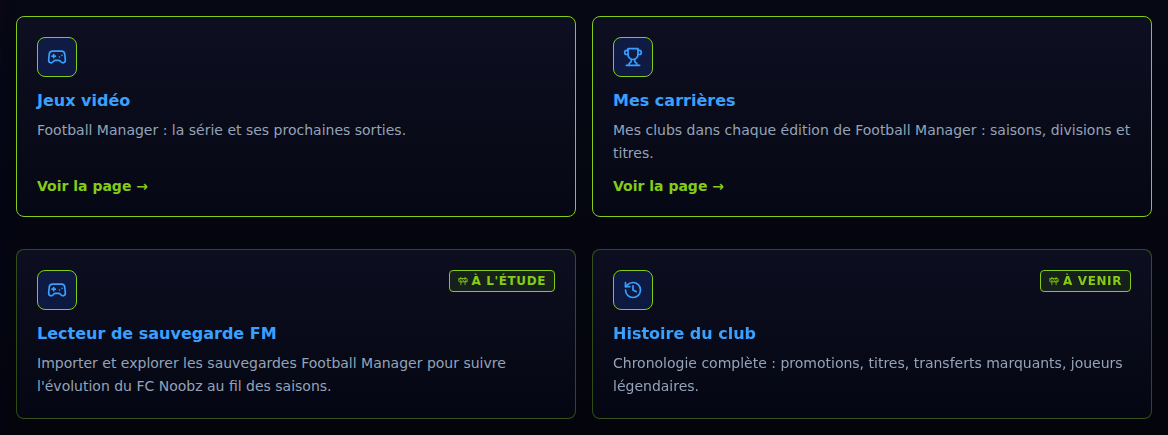 Jeux vidéo
Football Manager : la série et ses prochaines sorties.
Voir la page →
Mes carrières
Mes clubs dans chaque édition de Football Manager : saisons, divisions et
titres.
Voir la page →
À L'ÉTUDE
Lecteur de sauvegarde FM
Importer et explorer les sauvegardes Football Manager pour suivre
l'évolution du FC Noobz au fil des saisons.
À VENIR
Histoire du club
Chronologie complète : promotions, titres, transferts marquants, joueurs
légendaires.